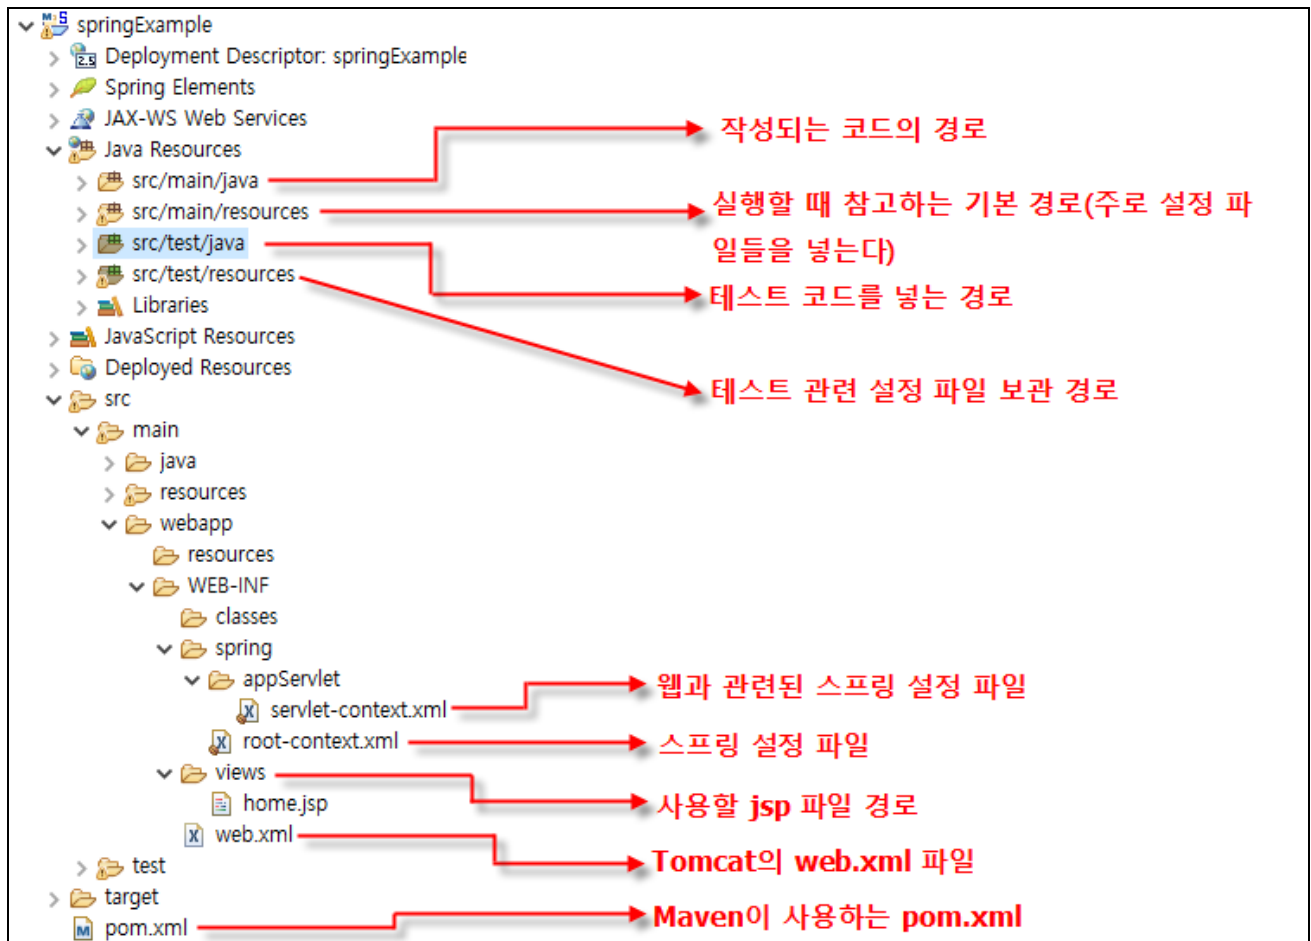 springExample
Deployment Descriptor: springExample
Spring Elements
JAX-WS Web Services
작성되는 코드의 경로
Java Resources
src/main/java
src/main/resources
실행할 때 참고하는 기본 경로(주로 설정 파
일들을 넣는다)
src/test/java
src/test/resources
테스트 코드를 넣는 경로
Libraries
JavaScript Resources
Deployed Resources
테스트 관련 설정 파일 보관 경로
src
main
java
resources
webapp
resources
WEB-INF
classes
spring
appServlet
웹과 관련된 스프링 설정 파일
servlet-context.xml
root-context.xml
스프링 설정 파일
views
home.jsp
사용할 jsp 파일 경로
web.xml
Tomcat의 web.xml 파일
test
target
Maven이 사용하는 pom.xml
pom.xml